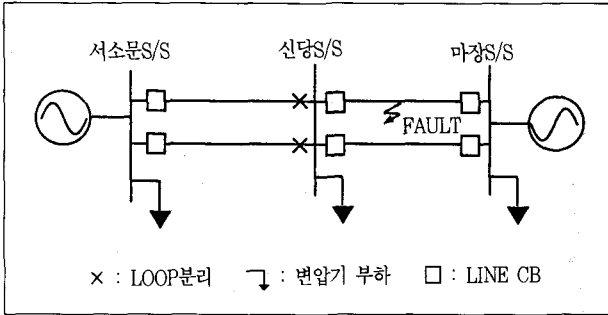 서소문S/S 신당S/S 마장S/S
FAULT
× : LOOP분리 : 변압기 부하 □ : LINE CB